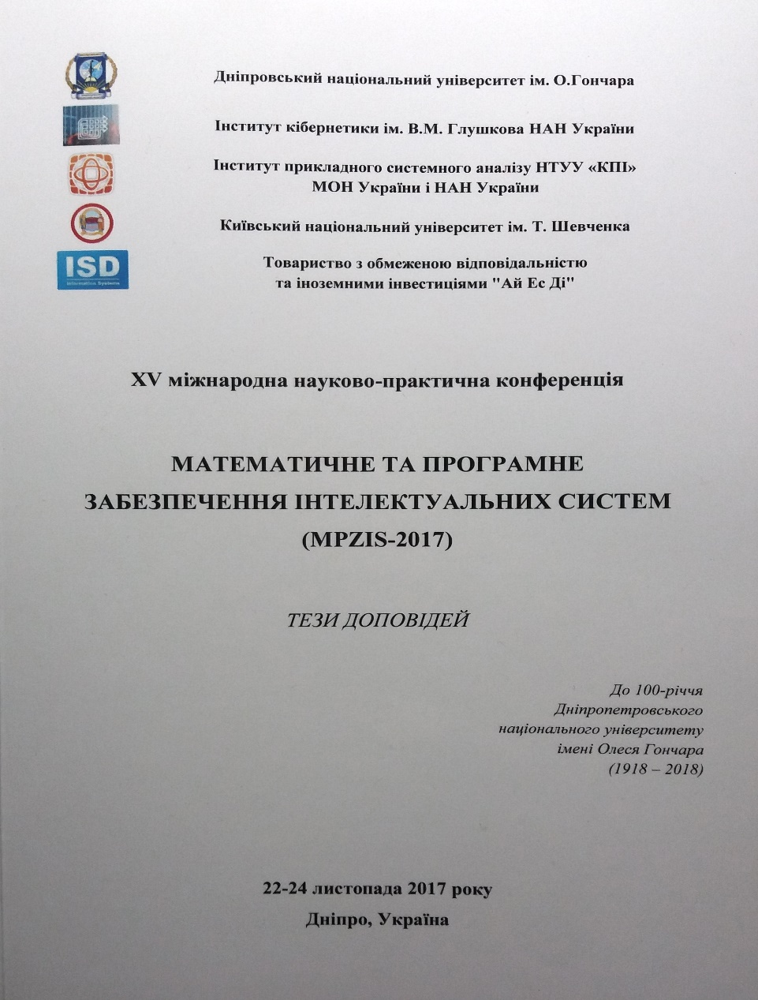 Дніпровський національний університет ім. О.Гончара
Інститут кібернетики ім. В.М. Глушкова НАН України
Інститут прикладного системного аналізу НТУУ «КПІ»
МОН України і НАН України
Київський національний університет ім. Т. Шевченка
ISD
Information Systems
Товариство з обмеженою відповідальністю
та іноземними інвестиціями "Ай Ес Ді"
XV міжнародна науково-практична конференція
МАТЕМАТИЧНЕ ТА ПРОГРАМНЕ
ЗАБЕЗПЕЧЕННЯ ІНТЕЛЕКТУАЛЬНИХ СИСТЕМ
(MPZIS-2017)
ТЕЗИ ДОПОВІДЕЙ
До 100-річчя
Дніпропетровського
національного університету
імені Олеся Гончара
(1918 – 2018)
22-24 листопада 2017 року
Дніпро, Україна